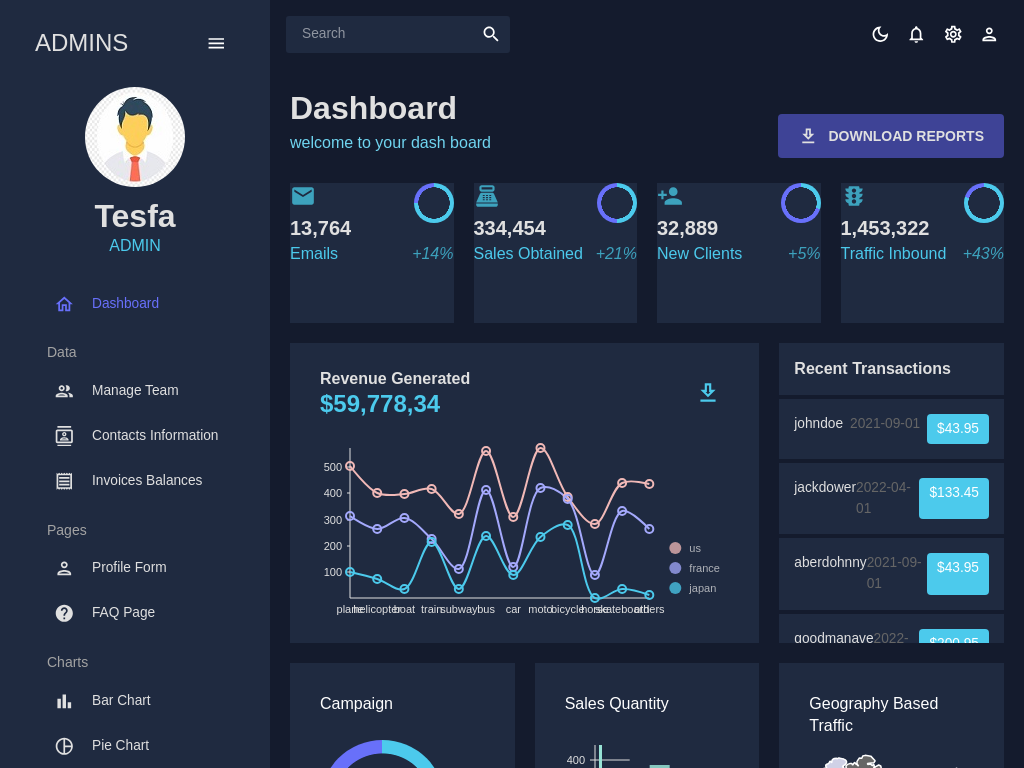 ADMINS
Search
Tesfa
ADMIN
Dashboard
Data
Manage Team
Contacts Information
Invoices Balances
Pages
Profile Form
FAQ Page
Charts
Bar Chart
Pie Chart
Dashboard
welcome to your dash board
DOWNLOAD REPORTS
13,764
Emails +14%
334,454
Sales Obtained +21%
32,889
New Clients +5%
1,453,322
Traffic Inbound +43%
Revenue Generated
$59,778,34
500
400
300
200
100
plane helicopter boat train subway bus car moto bicycle horse skateboard others
us
france
japan
Recent Transactions
johndoe 2021-09-01 $43.95
jackdower 2022-04-01 $133.45
aberdohnny 2021-09-01 $43.95
goodmanave 2022- $200.95
Campaign
Sales Quantity
400
Geography Based
Traffic